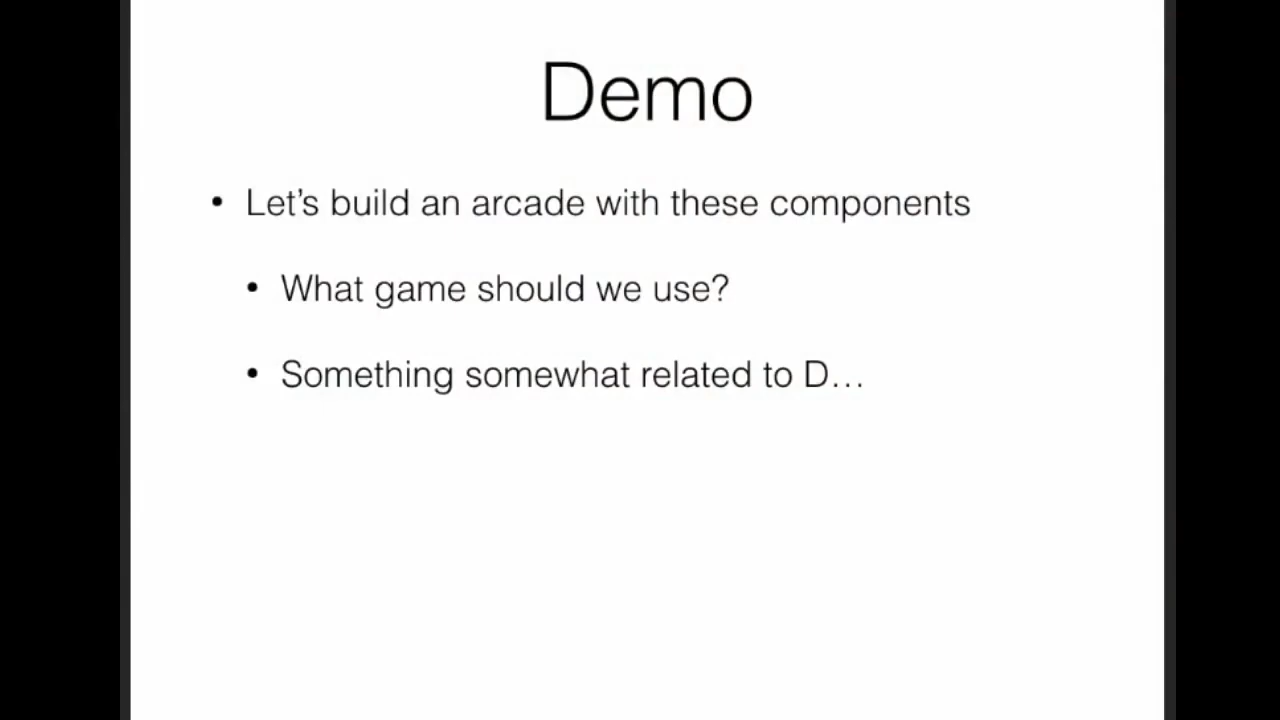 Demo
• Let’s build an arcade with these components
• What game should we use?
• Something somewhat related to D…